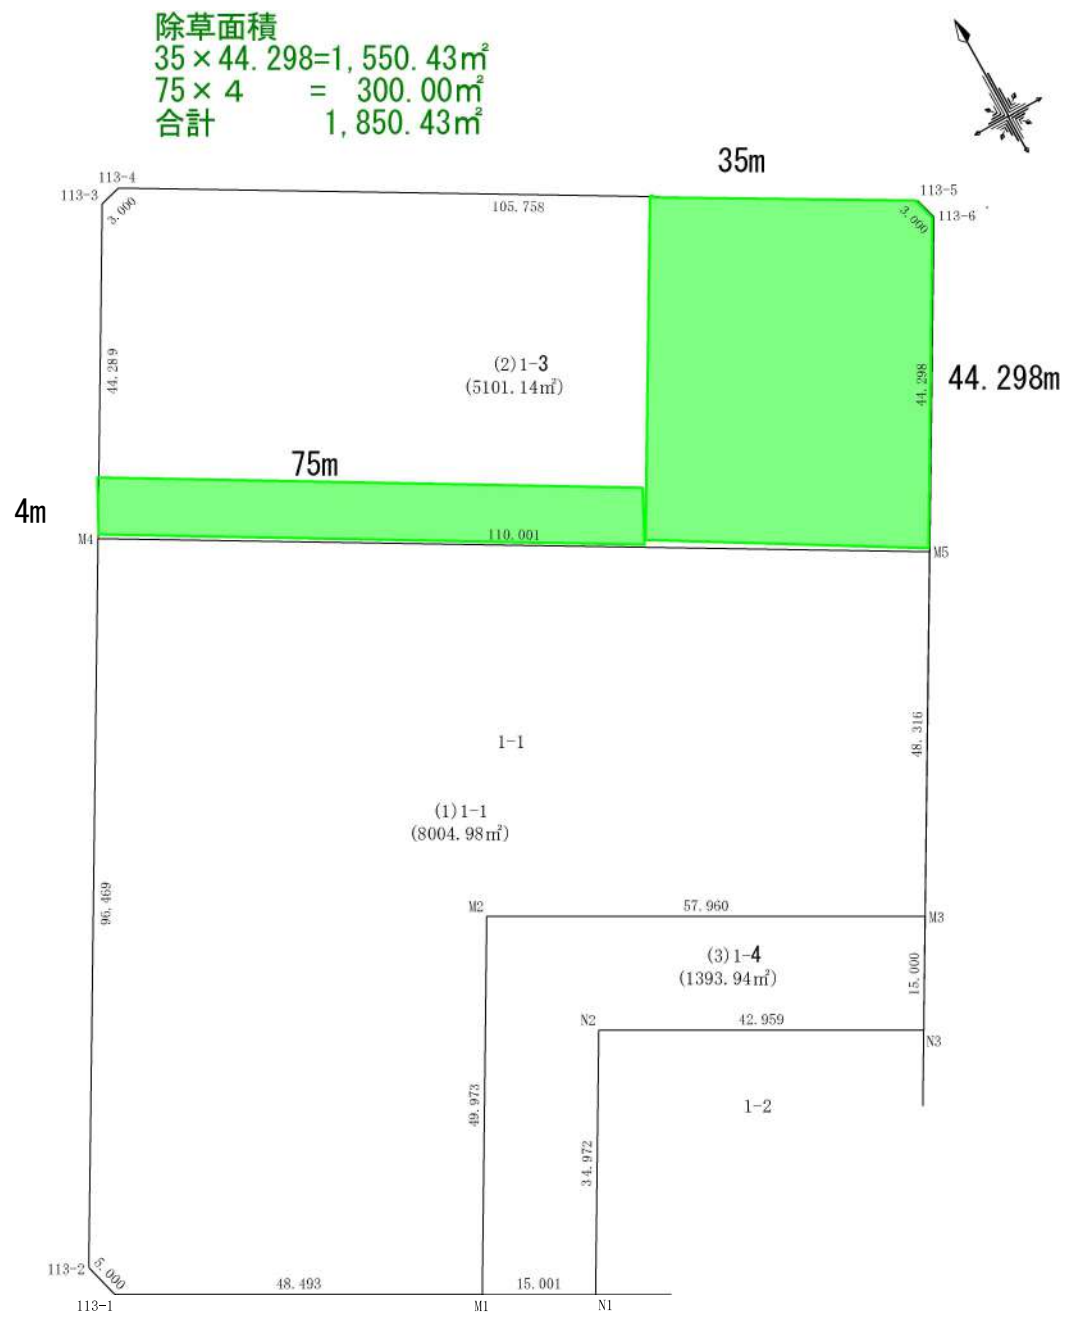 除草面積
35×44.298=1,550.43㎡
75×４ = 300.00㎡
合計 1,850.43㎡
35m
113-4
113-5
113-3
113-6
3.000
105.758
3.000
(2)1-3
(5101.14㎡)
44.289
44.298
44.298m
75m
4m
110.001
M4
M5
1-1
48.316
(1)1-1
(8004.98㎡)
96.469
M2
57.960
M3
(3)1-4
(1393.94㎡)
15.000
N2
42.959
N3
49.973
1-2
34.972
113-2
5.000
48.493
15.001
113-1
M1
N1